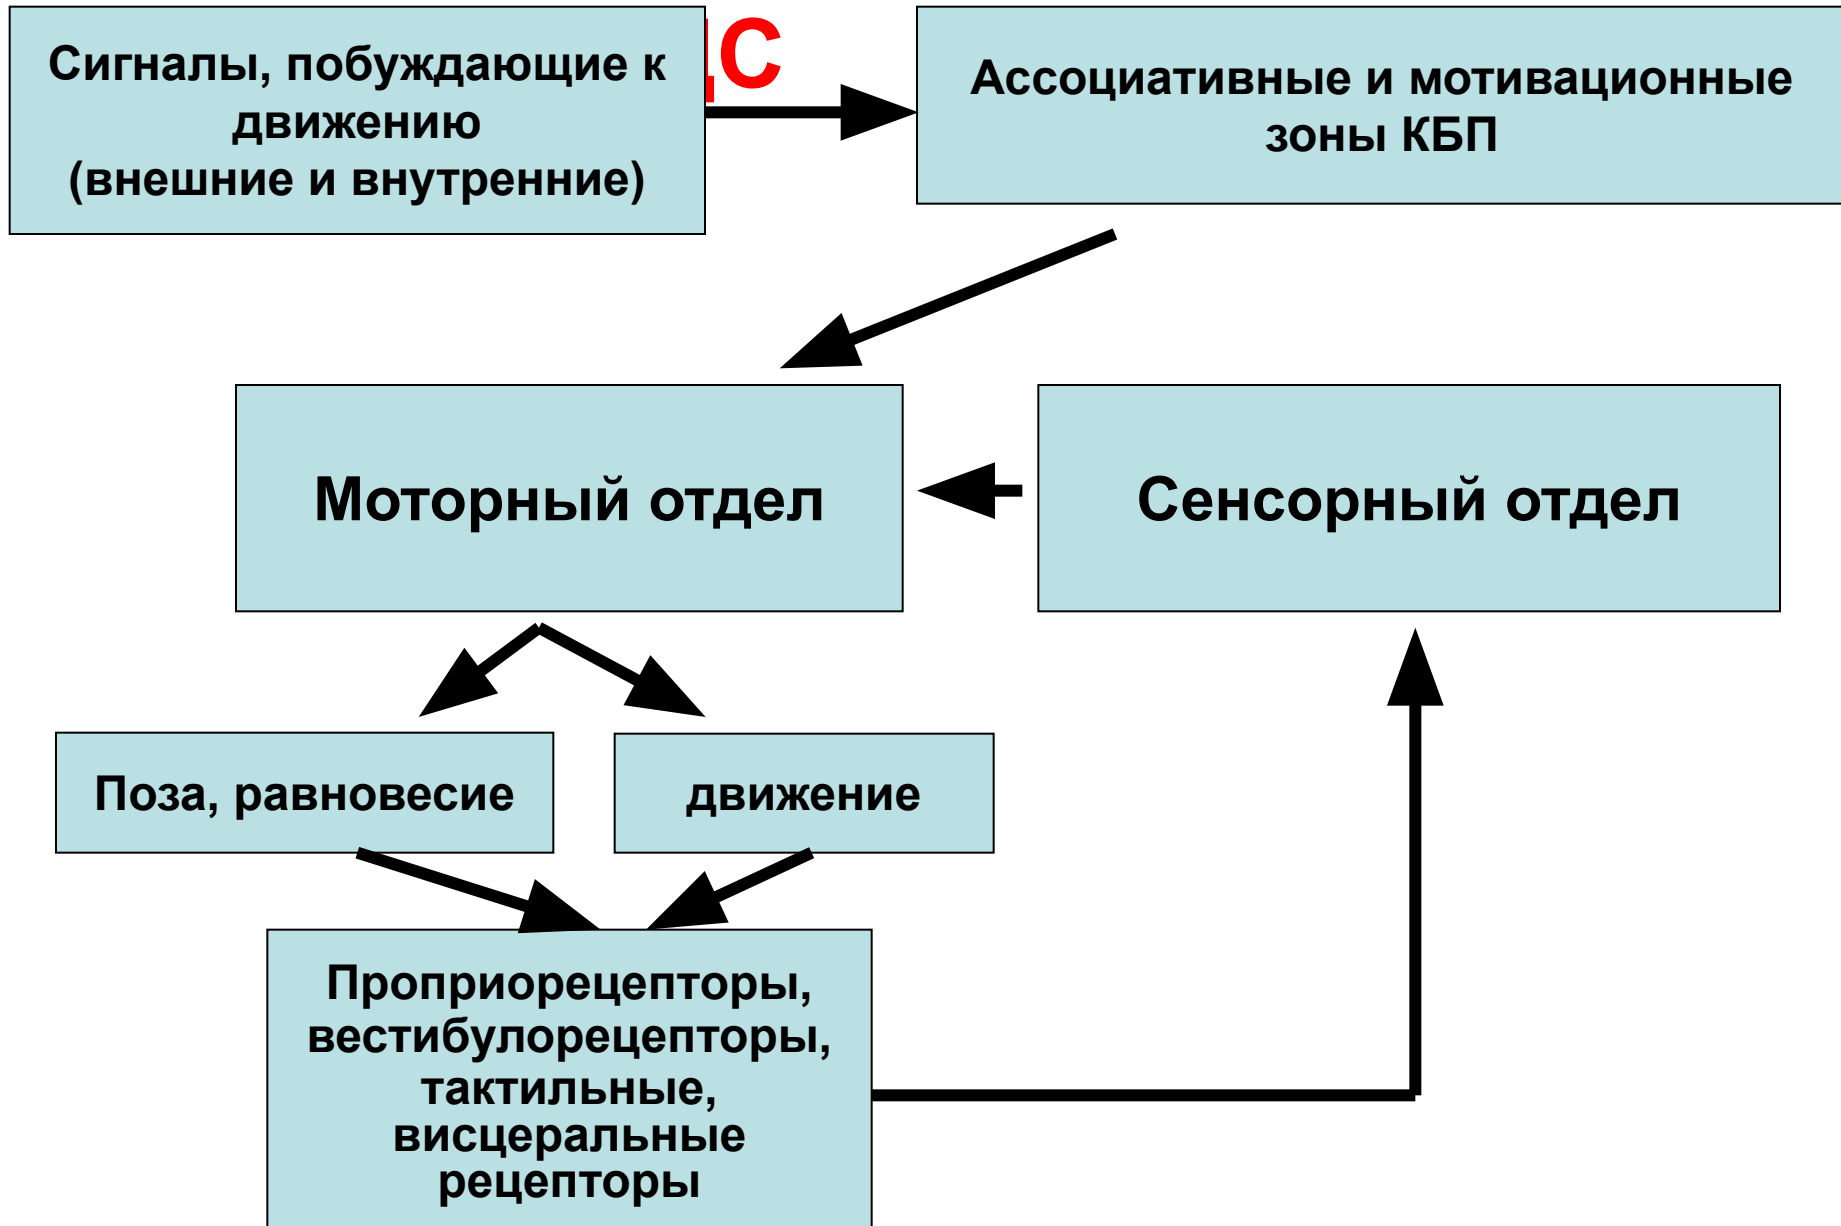 Сигналы, побуждающие к
движению
(внешние и внутренние)
Ассоциативные и мотивационные
зоны КБП
Моторный отдел
Сенсорный отдел
Поза, равновесие
движение
Проприорецепторы,
вестибулорецепторы,
тактильные,
висцеральные
рецепторы